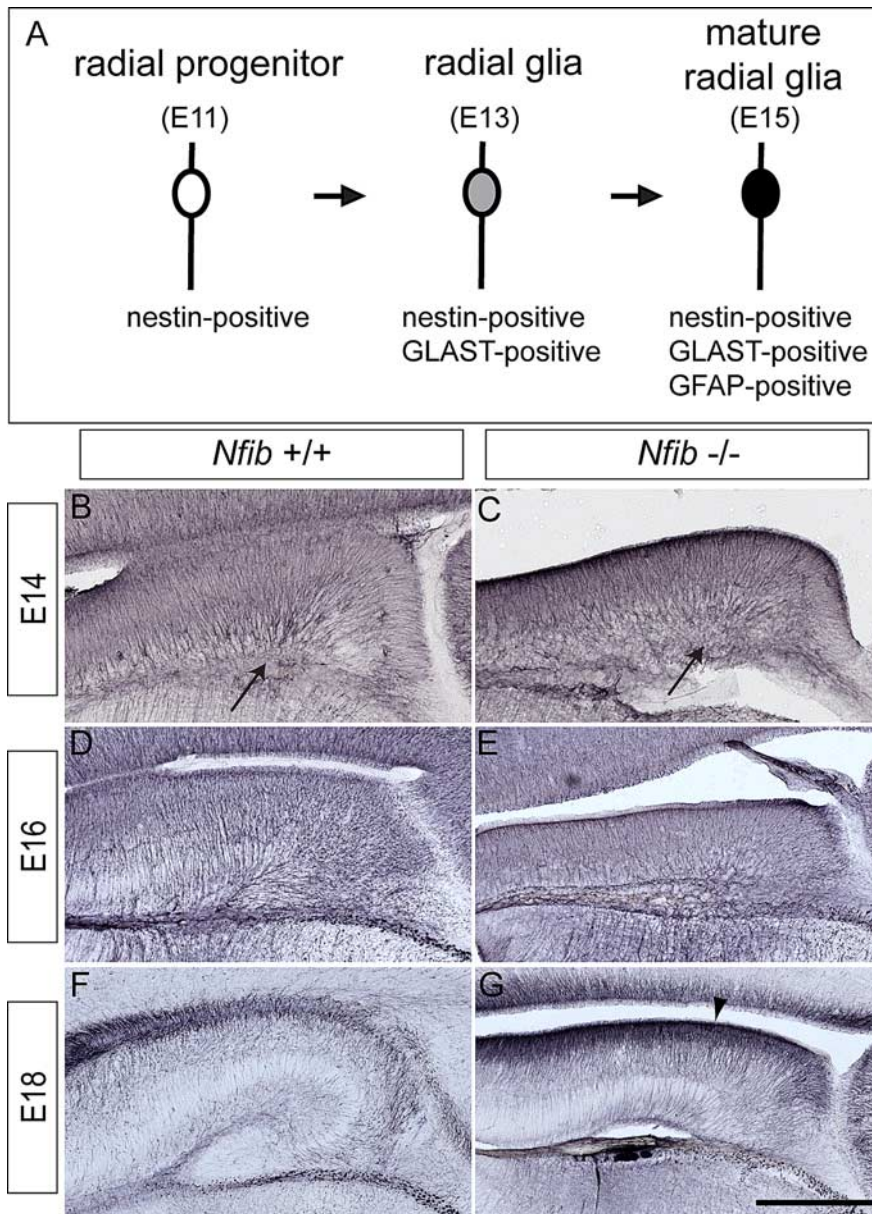 A
radial progenitor
(E11)
nestin-positive
radial glia
(E13)
nestin-positive
GLAST-positive
mature
radial glia
(E15)
nestin-positive
GLAST-positive
GFAP-positive
Nfib +/+
Nfib -/-
E14
B
C
E16
D
E
E18
F
G